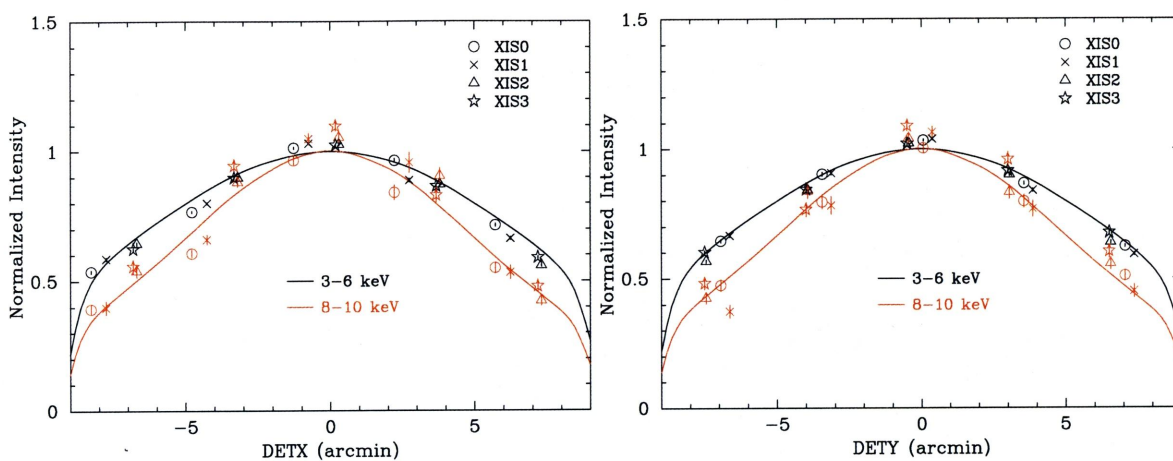 1.5
1
0.5
0
Normalized Intensity
XIS0
XIS1
XIS2
XIS3
3−6 keV
8−10 keV
−5
0
5
DETX (arcmin)
1.5
1
0.5
0
Normalized Intensity
XIS0
XIS1
XIS2
XIS3
3−6 keV
8−10 keV
−5
0
5
DETY (arcmin)